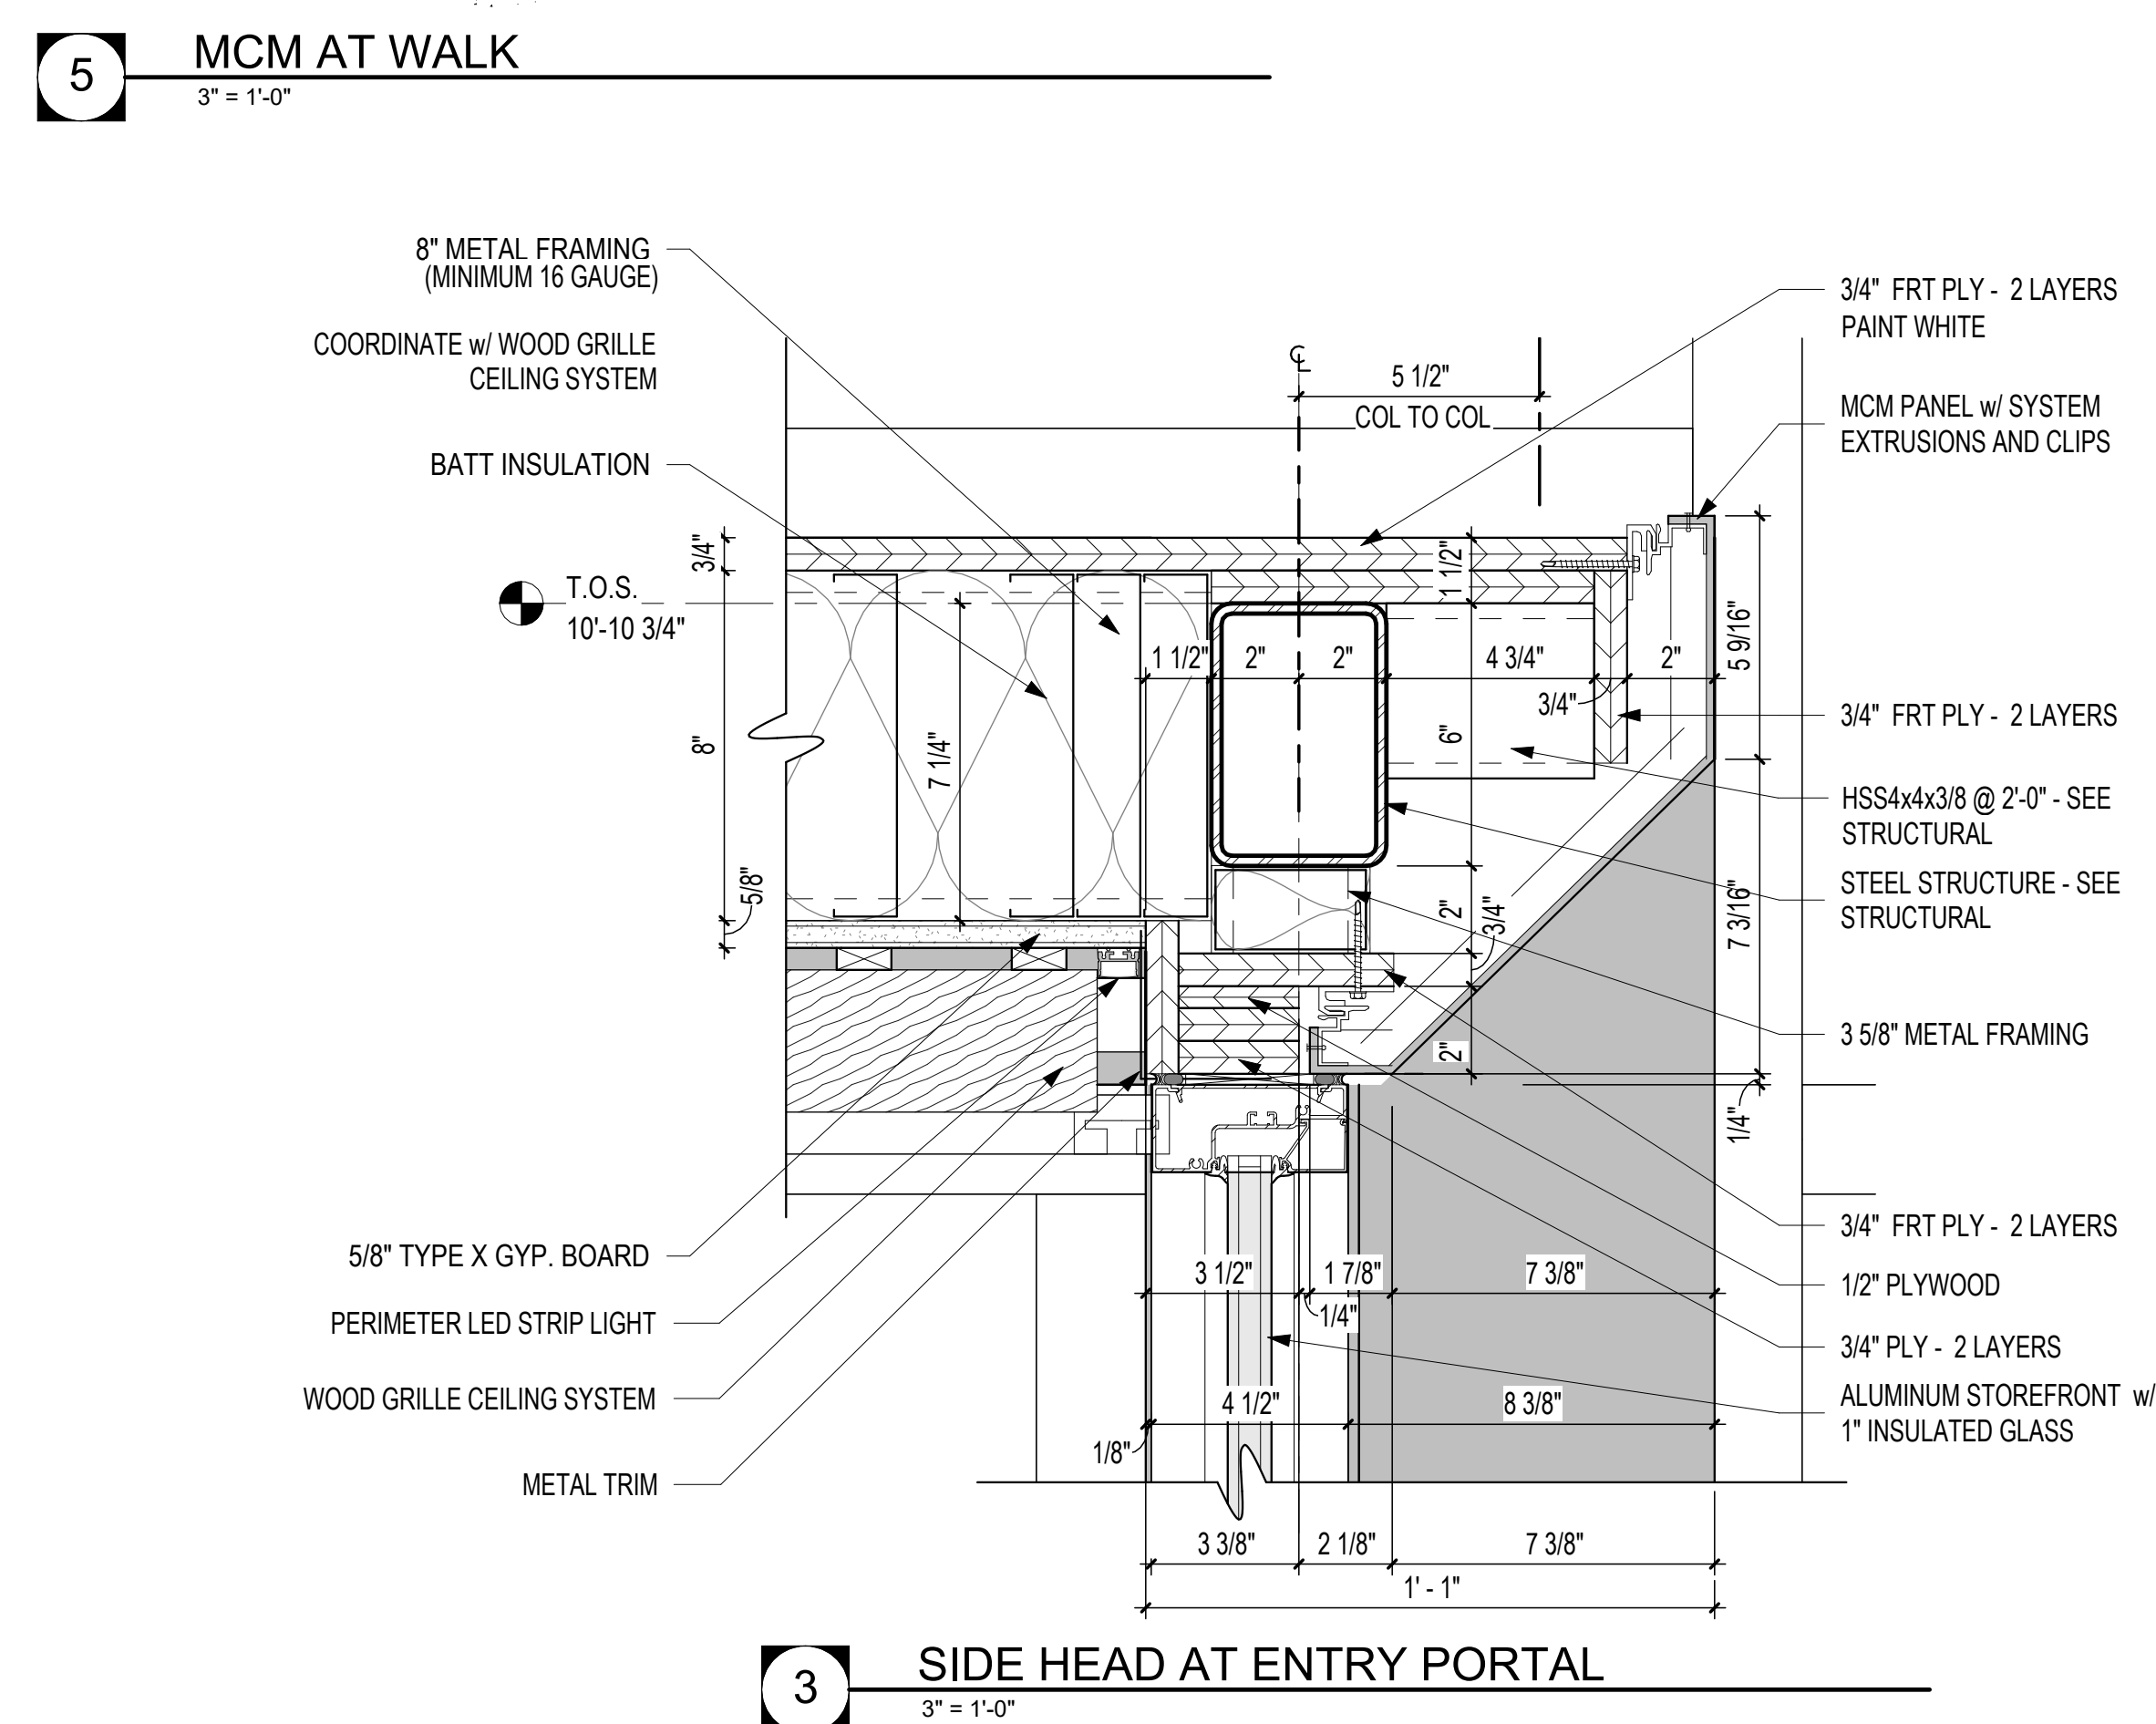 5
MCM AT WALK
3" = 1'-0"
8" METAL FRAMING
(MINIMUM 16 GAUGE)
COORDINATE w/ WOOD GRILLE
CEILING SYSTEM
BATT INSULATION
T.O.S.
10'-10 3/4"
5/8" TYPE X GYP. BOARD
PERIMETER LED STRIP LIGHT
WOOD GRILLE CEILING SYSTEM
METAL TRIM
3/4"
8"
5/8"
7 1/4"
℄
5 1/2"
COL TO COL
1 1/2"
1 1/2"
2"
2"
4 3/4"
2"
3/4"
6"
2"
3/4"
2"
5 9/16"
7 3/16"
1/4"
3 1/2"
1 7/8"
7 3/8"
1/4"
4 1/2"
8 3/8"
1/8"
3 3/8"
2 1/8"
7 3/8"
1' - 1"
3/4" FRT PLY - 2 LAYERS
PAINT WHITE
MCM PANEL w/ SYSTEM
EXTRUSIONS AND CLIPS
3/4" FRT PLY - 2 LAYERS
HSS4x4x3/8 @ 2'-0" - SEE
STRUCTURAL
STEEL STRUCTURE - SEE
STRUCTURAL
3 5/8" METAL FRAMING
3/4" FRT PLY - 2 LAYERS
1/2" PLYWOOD
3/4" PLY - 2 LAYERS
ALUMINUM STOREFRONT w/
1" INSULATED GLASS
3
SIDE HEAD AT ENTRY PORTAL
3" = 1'-0"